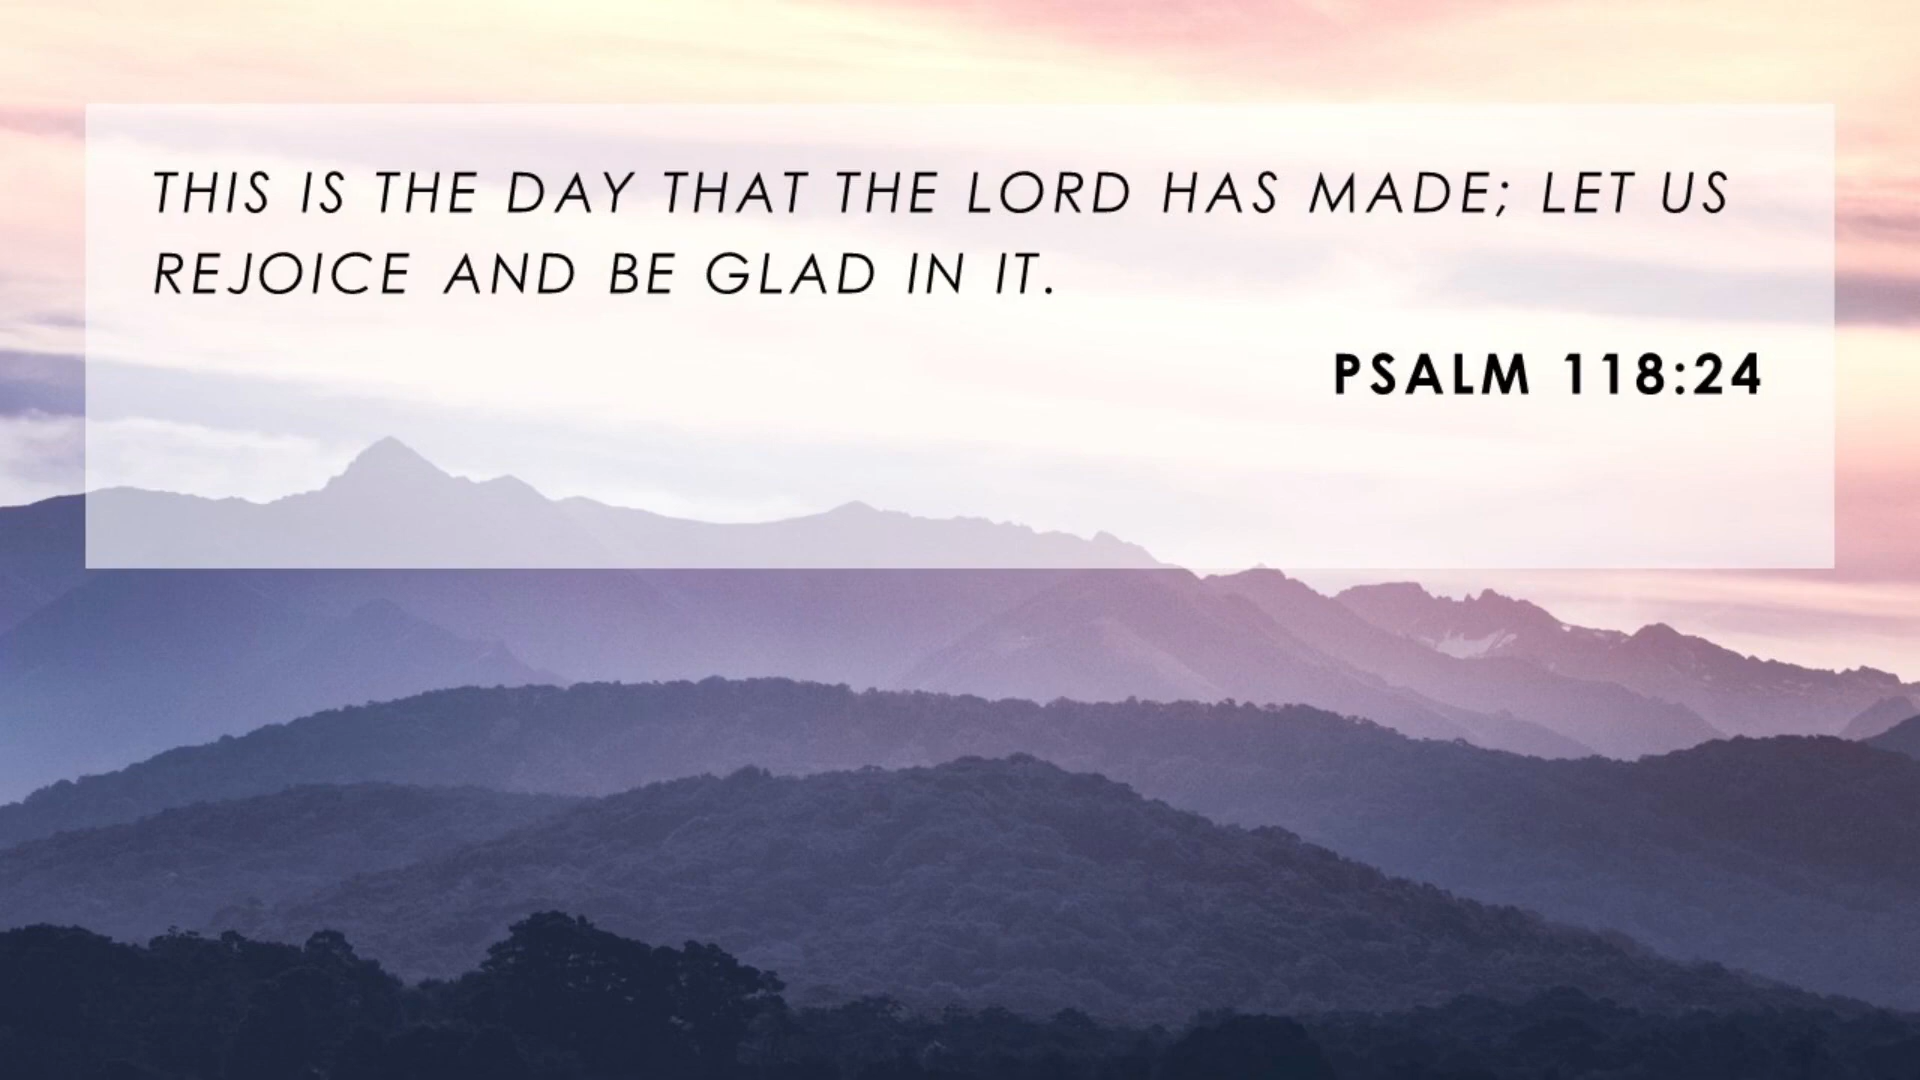 THIS IS THE DAY THAT THE LORD HAS MADE; LET US
REJOICE AND BE GLAD IN IT.
PSALM 118:24